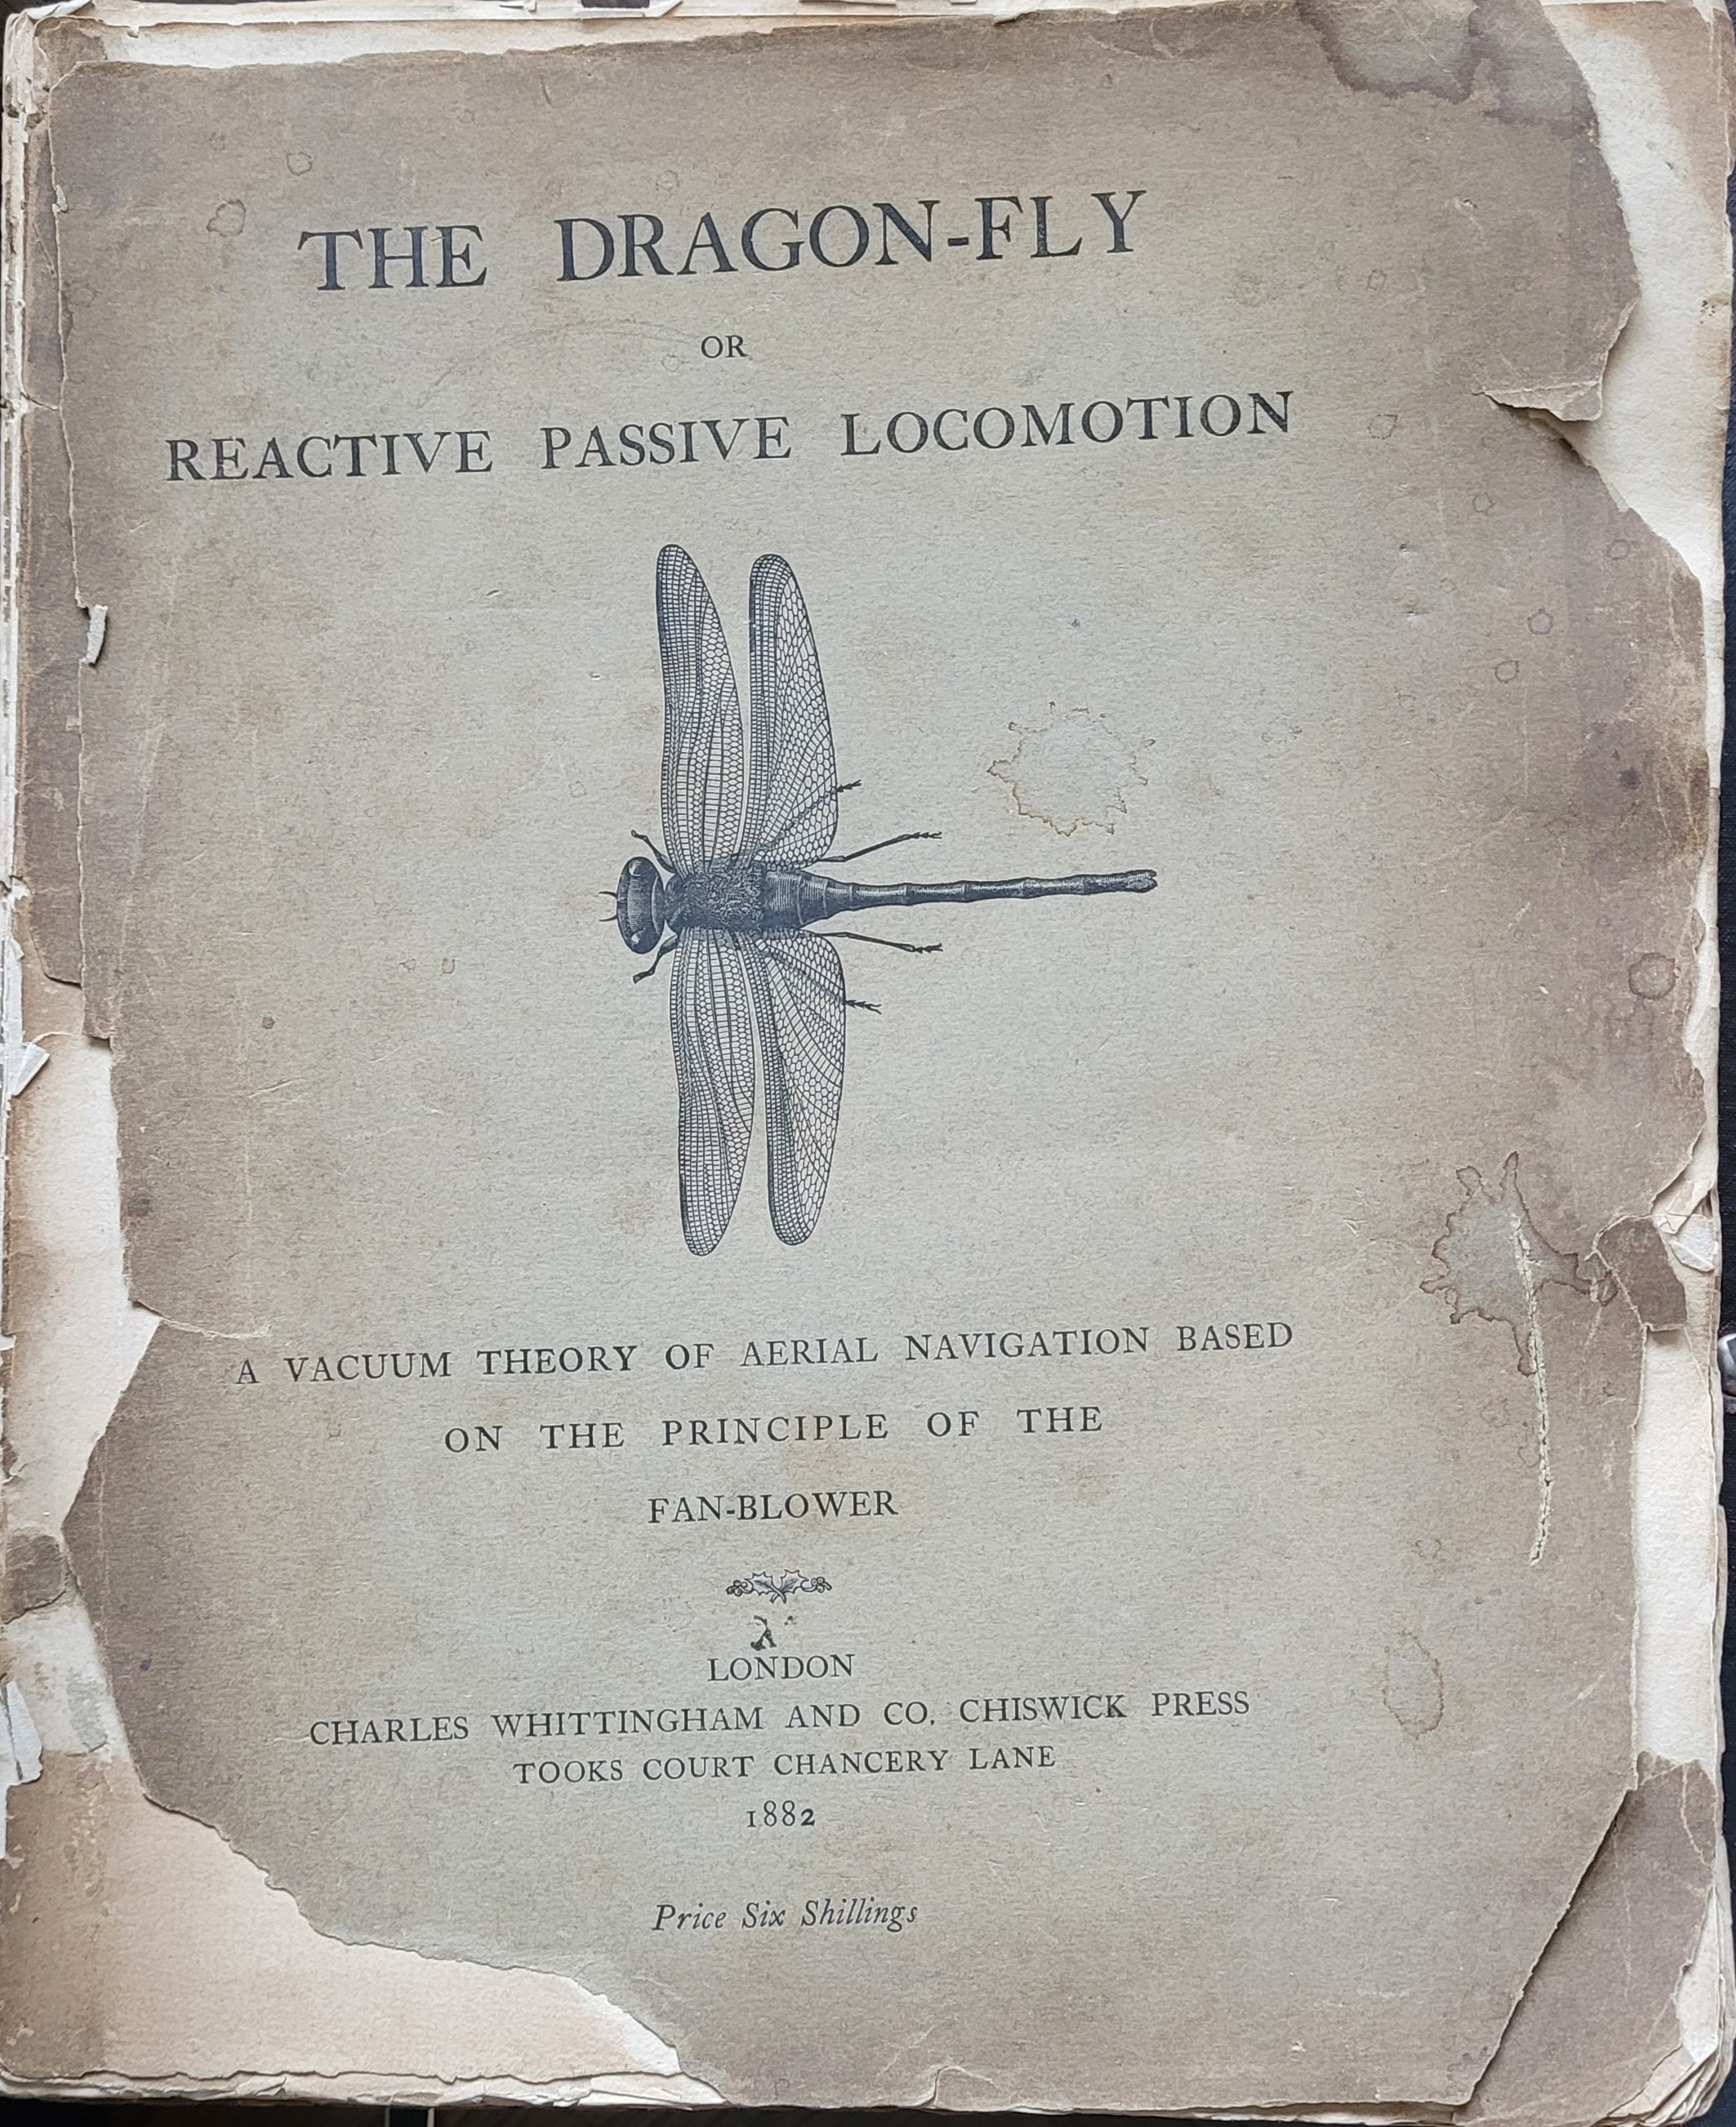 THE DRAGON-FLY
OR
REACTIVE PASSIVE LOCOMOTION
A VACUUM THEORY OF AERIAL NAVIGATION BASED
ON THE PRINCIPLE OF THE
FAN-BLOWER
LONDON
CHARLES WHITTINGHAM AND CO. CHISWICK PRESS
TOOKS COURT CHANCERY LANE
1882
Price Six Shillings